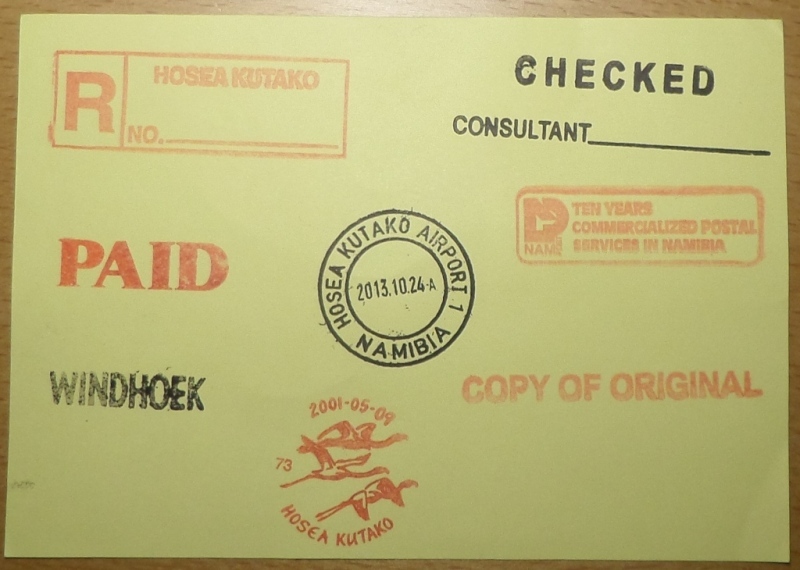 R
HOSEA KUTAKO
NO.
CHECKED
CONSULTANT
TEN YEARS
COMMERCIALIZED POSTAL
SERVICES IN NAMIBIA
PAID
HOSEA KUTAKO AIRPORT 1
2013.10.24-A
NAMIBIA
WINDHOEK
COPY OF ORIGINAL
2001-05-09
73
HOSEA KUTAKO